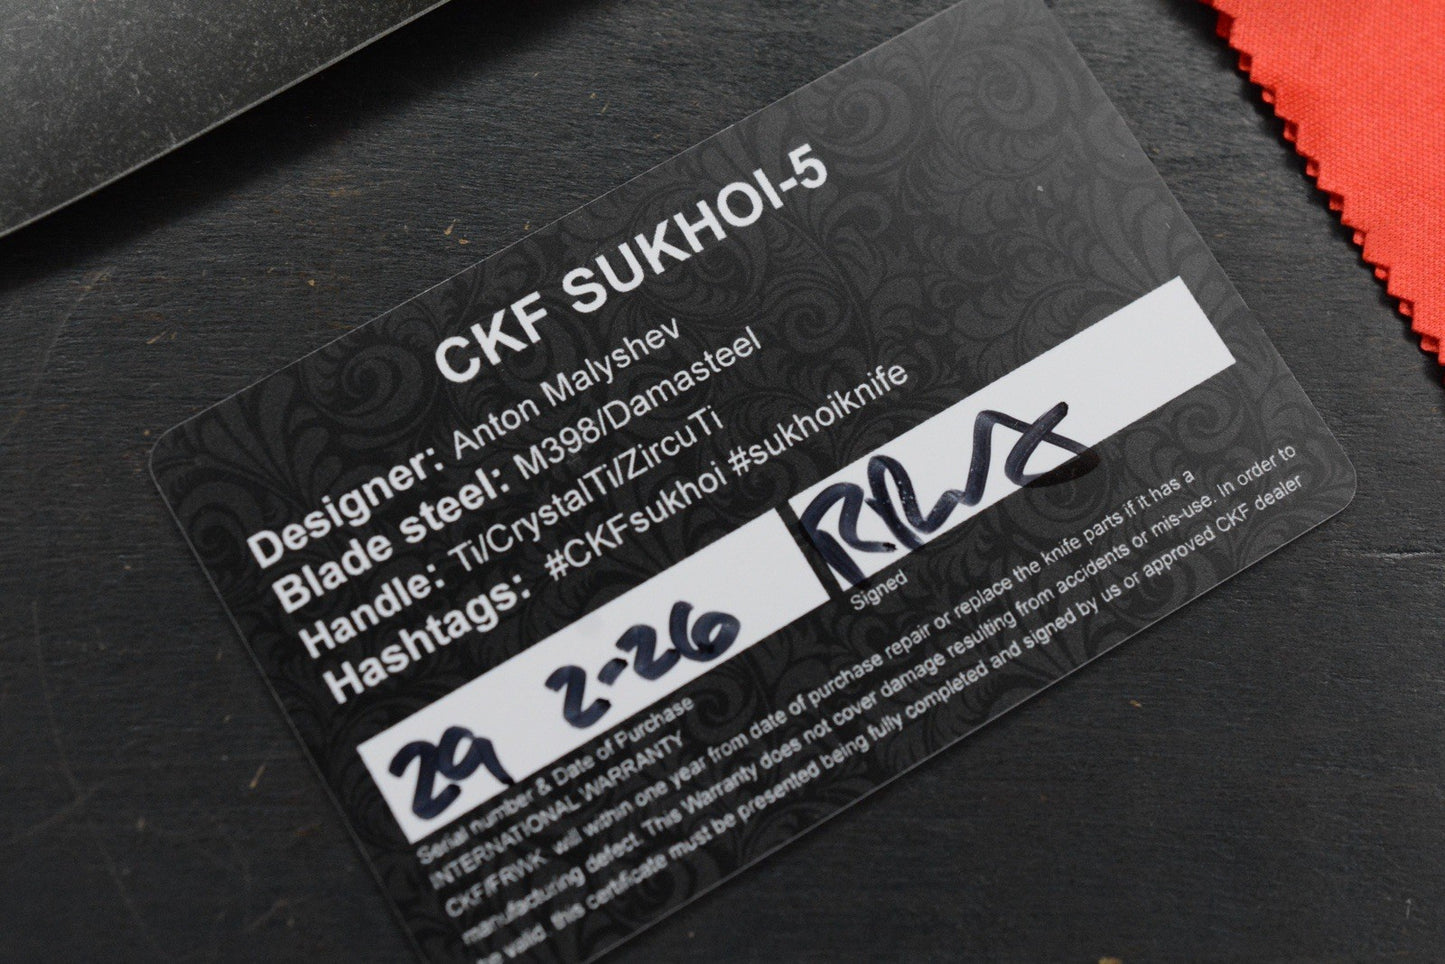 CKF SUKHOI-5
Designer: Anton Malyshev
Blade steel: M398/Damasteel
Handle: Ti/CrystalTi/ZircuTi
Hashtags: #CKFsukhoi #sukhoiknife
29 2-26
Serial number & Date of Purchase
Signed
INTERNATIONAL WARRANTY
CKF/FRWK will within one year from date of purchase repair or replace the knife parts if it has a
manufacturing defect. This Warranty does not cover damage resulting from accidents or mis-use. In order to
be valid, this certificate must be presented being fully completed and signed by us or approved CKF dealer